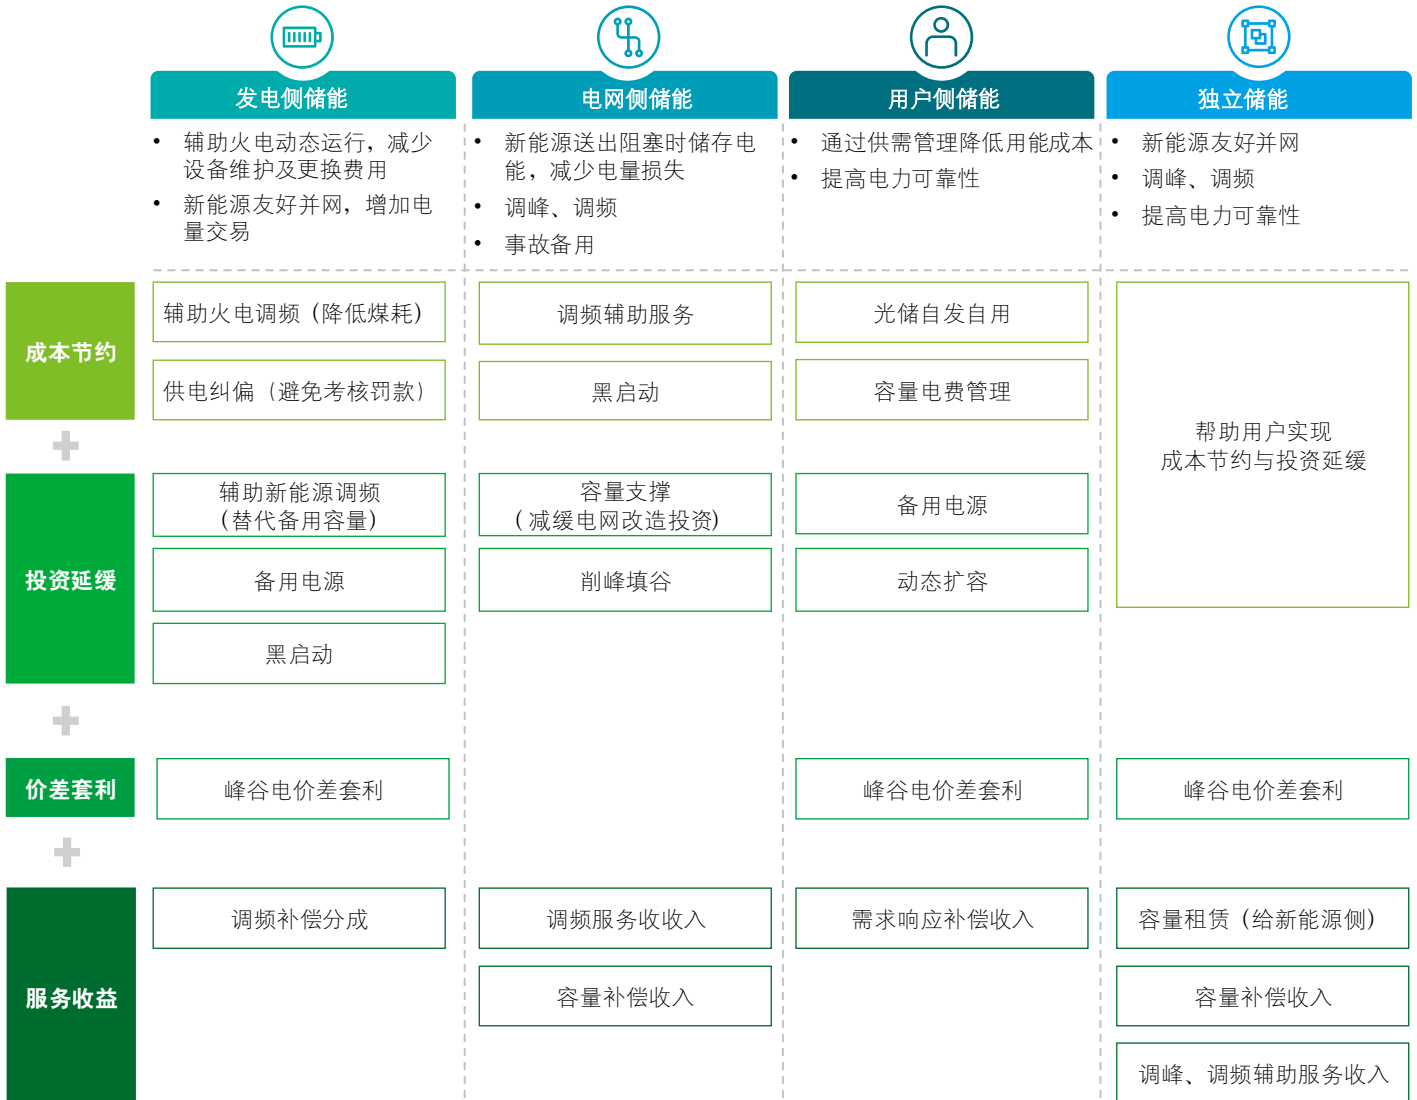 发电侧储能
电网侧储能
用户侧储能
独立储能
• 辅助火电动态运行，减少
设备维护及更换费用
• 新能源友好并网，增加电
量交易
• 新能源送出阻塞时储存电
能，减少电量损失
• 调峰、调频
• 事故备用
• 通过供需管理降低用能成本
• 提高电力可靠性
• 新能源友好并网
• 调峰、调频
• 提高电力可靠性
成本节约
辅助火电调频（降低煤耗）
供电纠偏（避免考核罚款）
调频辅助服务
黑启动
光储自发自用
容量电费管理
帮助用户实现
成本节约与投资延缓
投资延缓
辅助新能源调频
（替代备用容量）
备用电源
黑启动
容量支撑
（减缓电网改造投资）
削峰填谷
备用电源
动态扩容
价差套利
峰谷电价差套利
峰谷电价差套利
峰谷电价差套利
服务收益
调频补偿分成
调频服务收收入
容量补偿收入
需求响应补偿收入
容量租赁（给新能源侧）
容量补偿收入
调峰、调频辅助服务收入